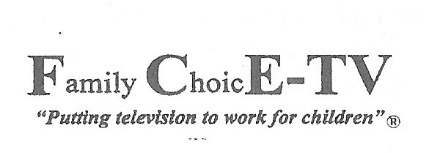 Family ChoicE-TV
"Putting television to work for children"®